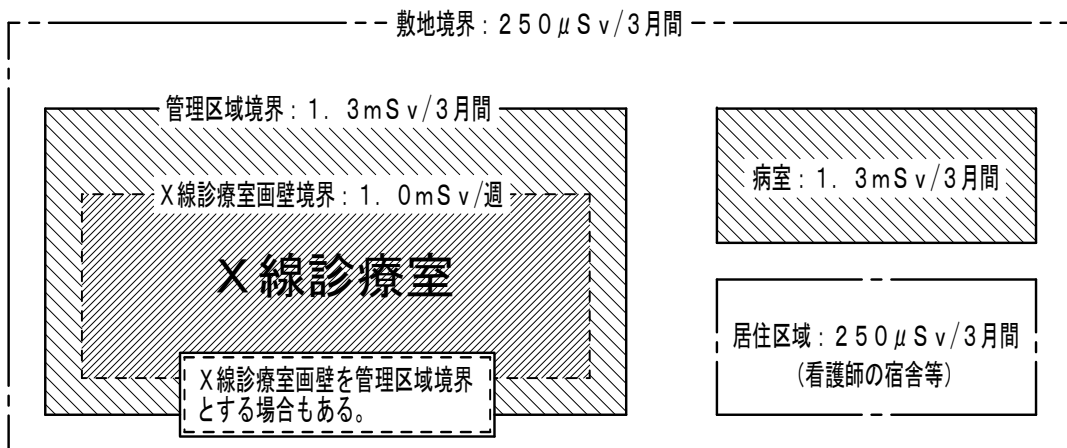 敷地境界：２５０μＳｖ/３月間
管理区域境界：１．３ｍＳｖ/３月間
Ｘ線診療室画壁境界：１．０ｍＳｖ/週
Ｘ線診療室
Ｘ線診療室画壁を管理区域境界
とする場合もある。
病室：１．３ｍＳｖ/３月間
居住区域：２５０μＳｖ/３月間
(看護師の宿舎等)